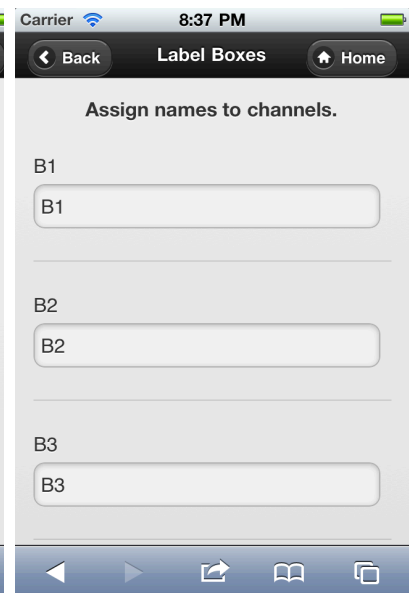 Carrier 8:37 PM
Back Label Boxes Home
Assign names to channels.
B1
B1
B2
B2
B3
B3